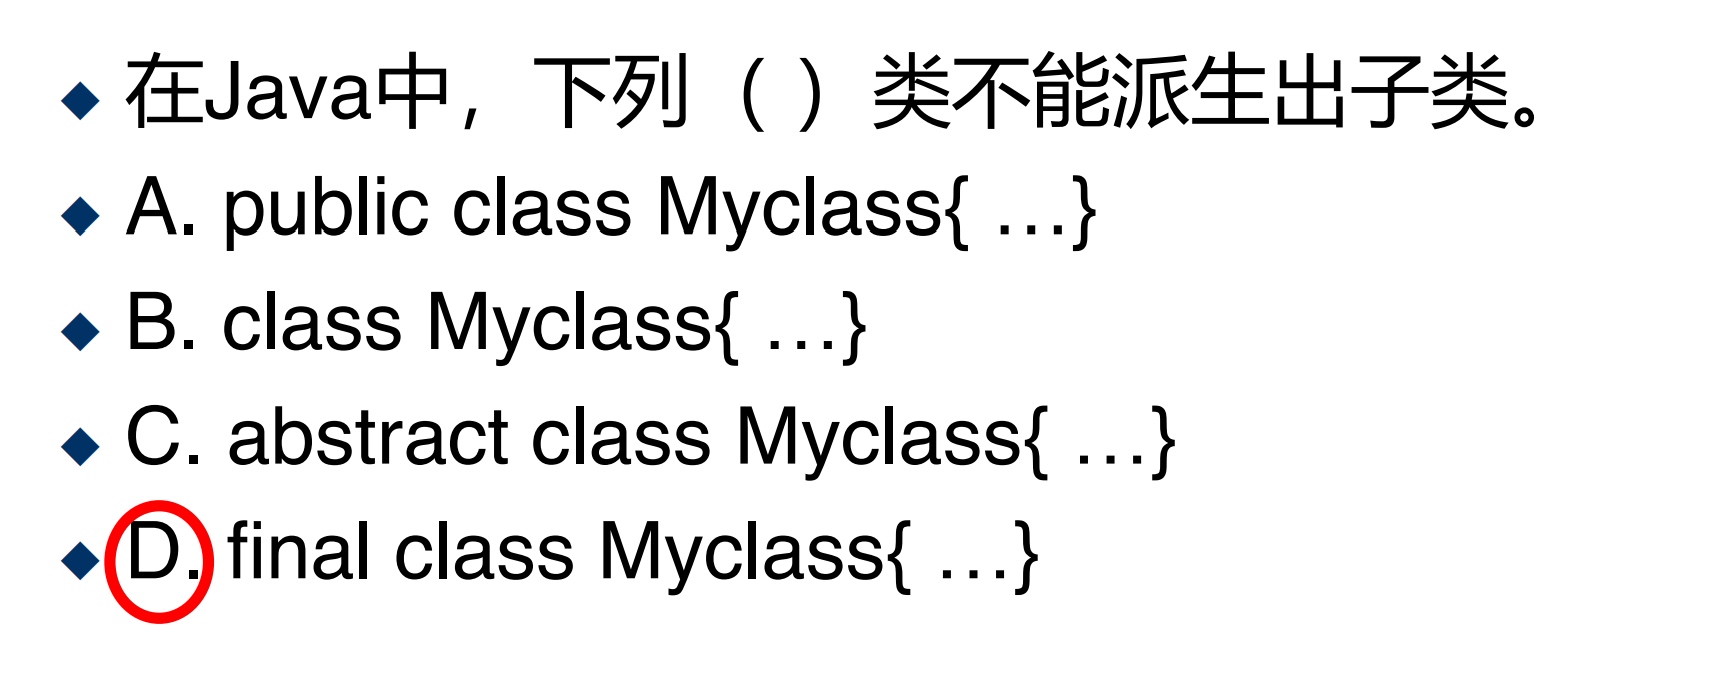 在Java中，下列（ ）类不能派生出子类。
A. public class Myclass{ …}
B. class Myclass{ …}
C. abstract class Myclass{ …}
D. final class Myclass{ …}